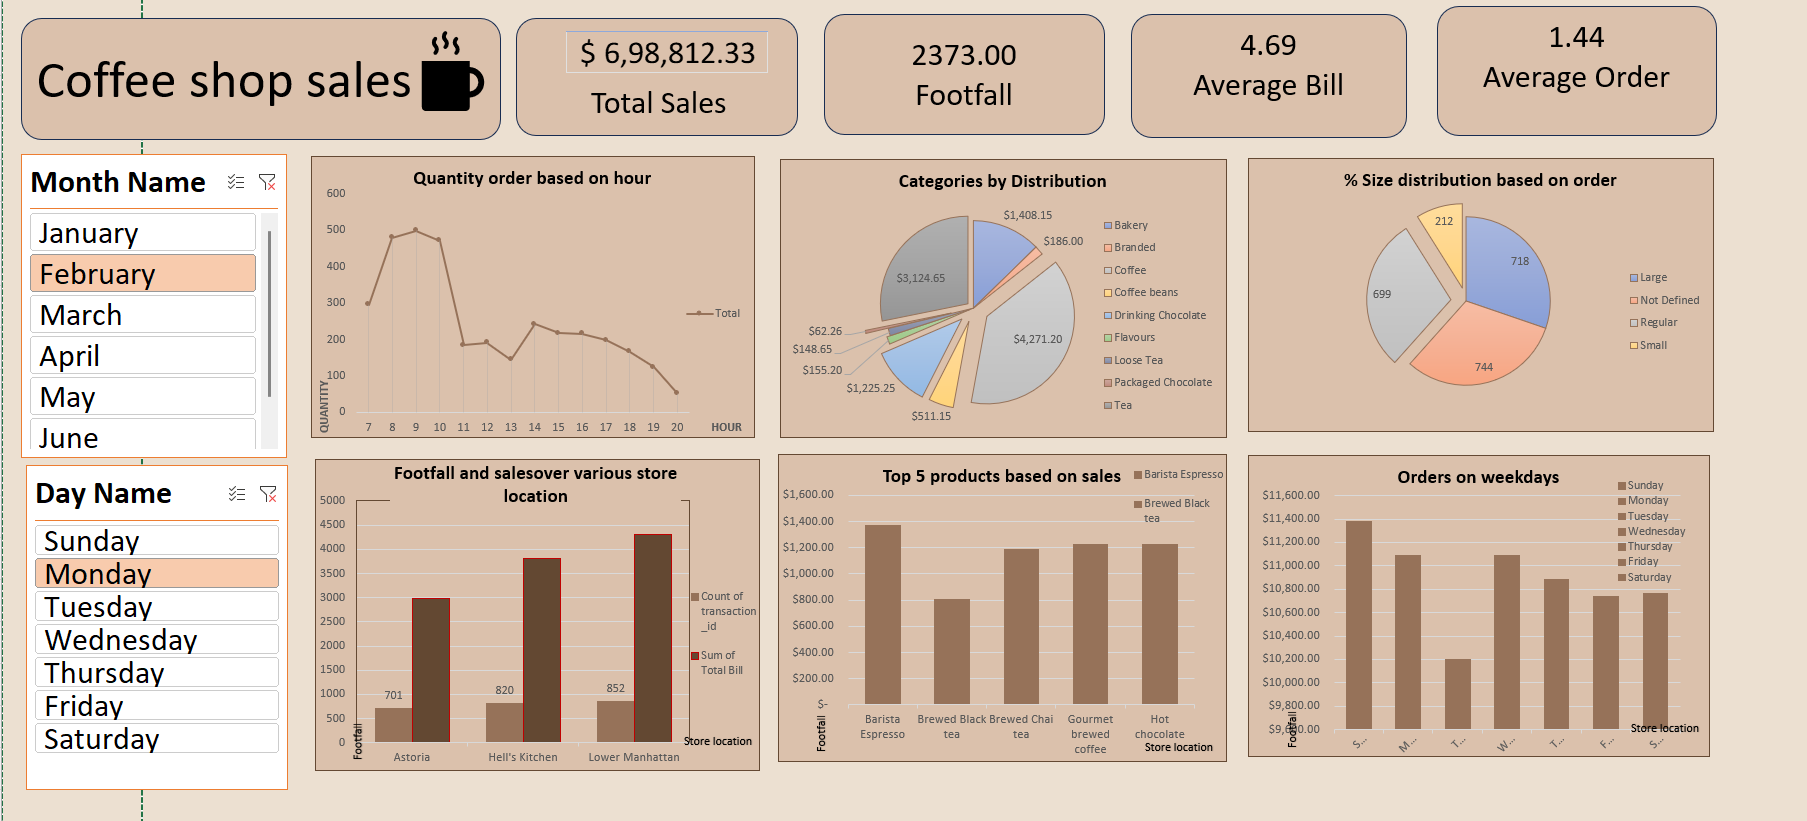 Coffee shop sales
$ 6,98,812.33
Total Sales
2373.00
Footfall
4.69
Average Bill
1.44
Average Order
Month Name
January
February
March
April
May
June
Day Name
Sunday
Monday
Tuesday
Wednesday
Thursday
Friday
Saturday
Quantity order based on hour
600
500
400
300
200
100
0
QUANTITY
7 8 9 10 11 12 13 14 15 16 17 18 19 20
HOUR
Total
Categories by Distribution
$1,408.15
$186.00
$4,271.20
$511.15
$1,225.25
$155.20
$148.65
$62.26
$3,124.65
Bakery
Branded
Coffee
Coffee beans
Drinking Chocolate
Flavours
Loose Tea
Packaged Chocolate
Tea
% Size distribution based on order
212
718
699
744
Large
Not Defined
Regular
Small
Footfall and salesover various store
location
5000
4500
4000
3500
3000
2500
2000
1500
1000
500
0
701
820
852
Footfall
Astoria
Hell's Kitchen
Lower Manhattan
Store location
Count of
transaction
_id
Sum of
Total Bill
Top 5 products based on sales
Barista Espresso
Brewed Black
tea
$1,600.00
$1,400.00
$1,200.00
$1,000.00
$800.00
$600.00
$400.00
$200.00
$-
Footfall
Barista
Espresso
Brewed Black
tea
Brewed Chai
tea
Gourmet
brewed
coffee
Hot
chocolate
Store location
Orders on weekdays
$11,600.00
$11,400.00
$11,200.00
$11,000.00
$10,800.00
$10,600.00
$10,400.00
$10,200.00
$10,000.00
$9,800.00
$9,600.00
Footfall
S...
M...
T...
W...
T...
F...
S...
Store location
Sunday
Monday
Tuesday
Wednesday
Thursday
Friday
Saturday